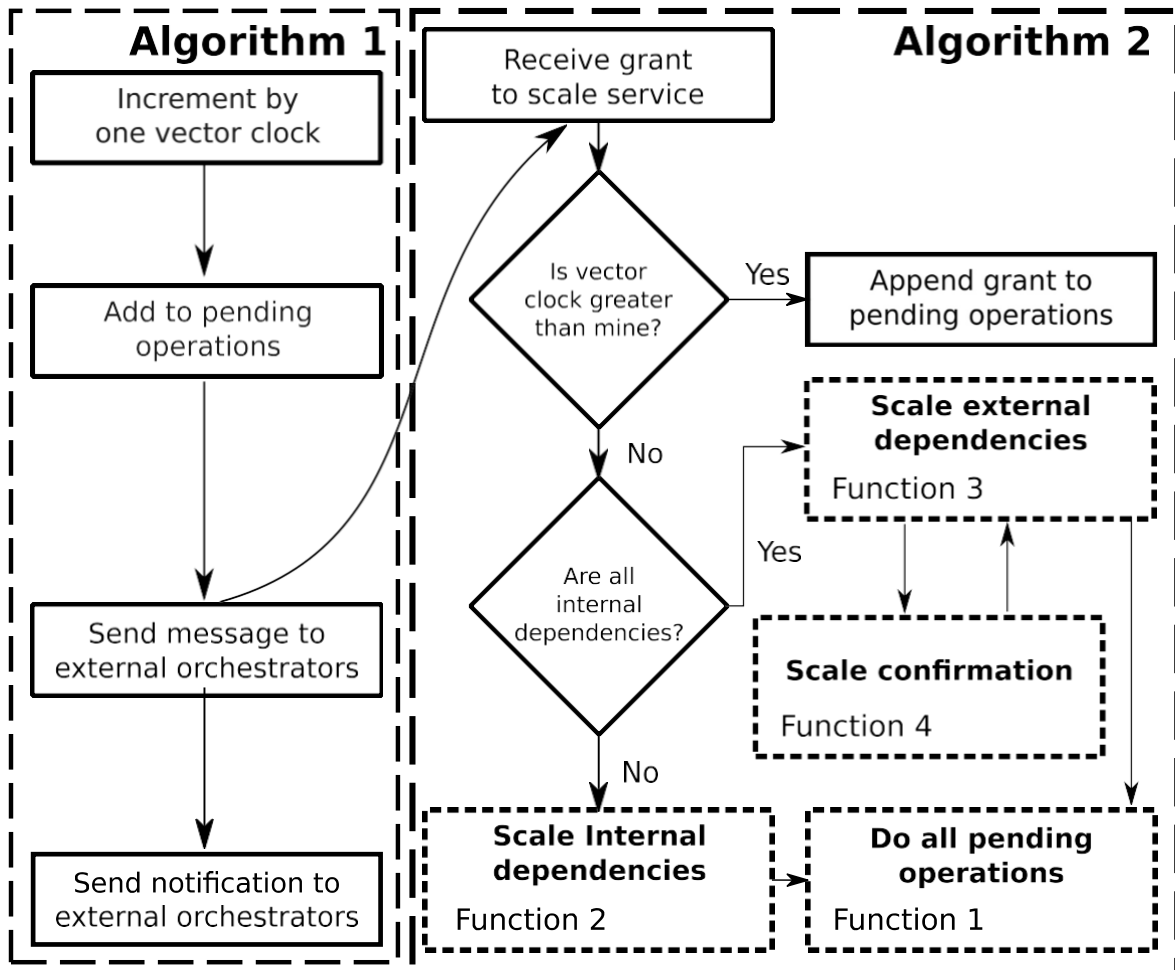 Algorithm 1
Increment by
one vector clock
Add to pending
operations
Send message to
external orchestrators
Send notification to
external orchestrators
Algorithm 2
Receive grant
to scale service
Is vector
clock greater
than mine?
Yes
Append grant to
pending operations
No
Are all
internal
dependencies?
Yes
Scale external
dependencies
Function 3
Scale confirmation
Function 4
No
Scale Internal
dependencies
Function 2
Do all pending
operations
Function 1